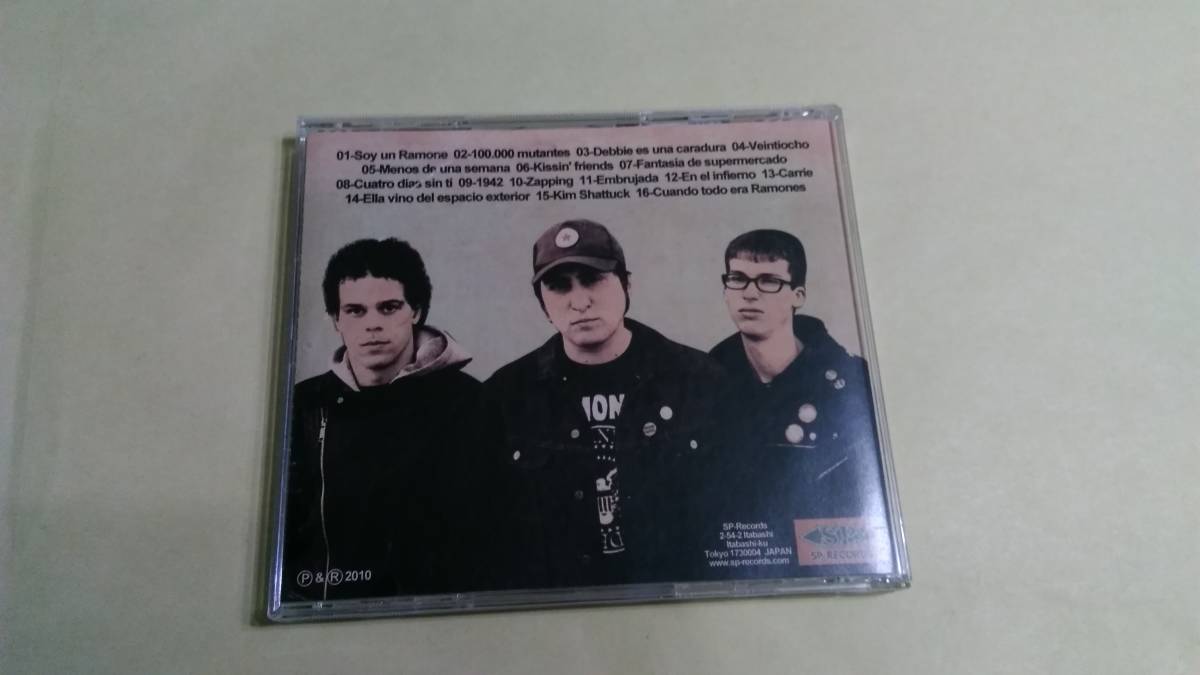 01-Soy un Ramone 02-100.000 mutantes 03-Debbie es una caradura 04-Veintiocho
05-Menos de una semana 06-Kissin' friends 07-Fantasia de supermercado
08-Cuatro dias sin ti 09-1942 10-Zapping 11-Embrujada 12-En el infierno 13-Carrie
14-Ella vino del espacio exterior 15-Kim Shattuck 16-Cuando todo era Ramones
MON
SP-Records
2-54-2 Itabashi
Itabashi-ku
Tokyo 1730004 JAPAN
www.sp-records.com
SP. RECORDS
Ⓟ & Ⓡ 2010